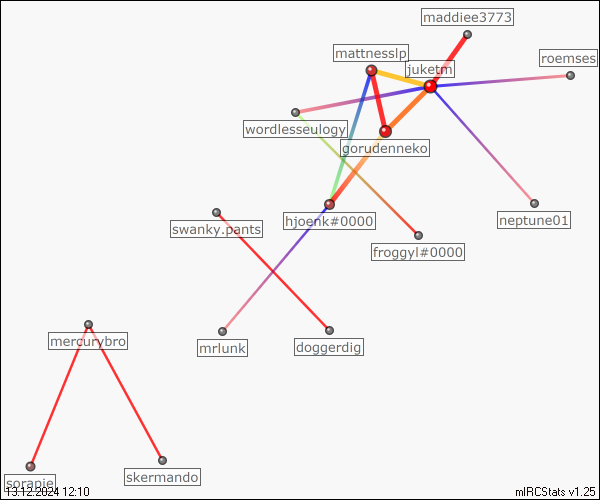 maddiee3773
mattnesslp
roemses
juketm
wordlesseulogy
gorudenneko
hjoenk#0000
neptune01
swanky.pants
froggyl#0000
mercurybro
mrlunk
doggerdig
skermando
sorapie
13.12.2024 12:10
mIRCStats v1.25